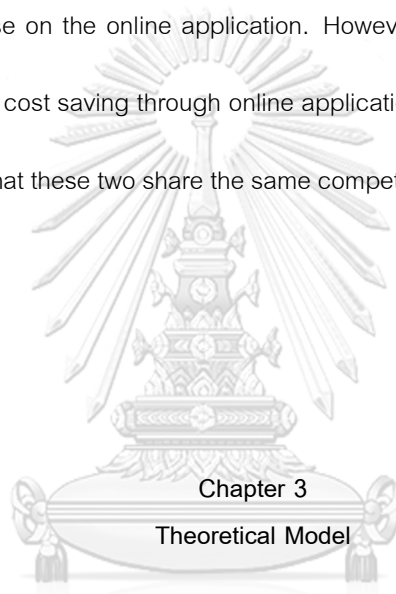 se on the online application. Howev
cost saving through online applicati
hat these two share the same compet
Chapter 3
Theoretical Model